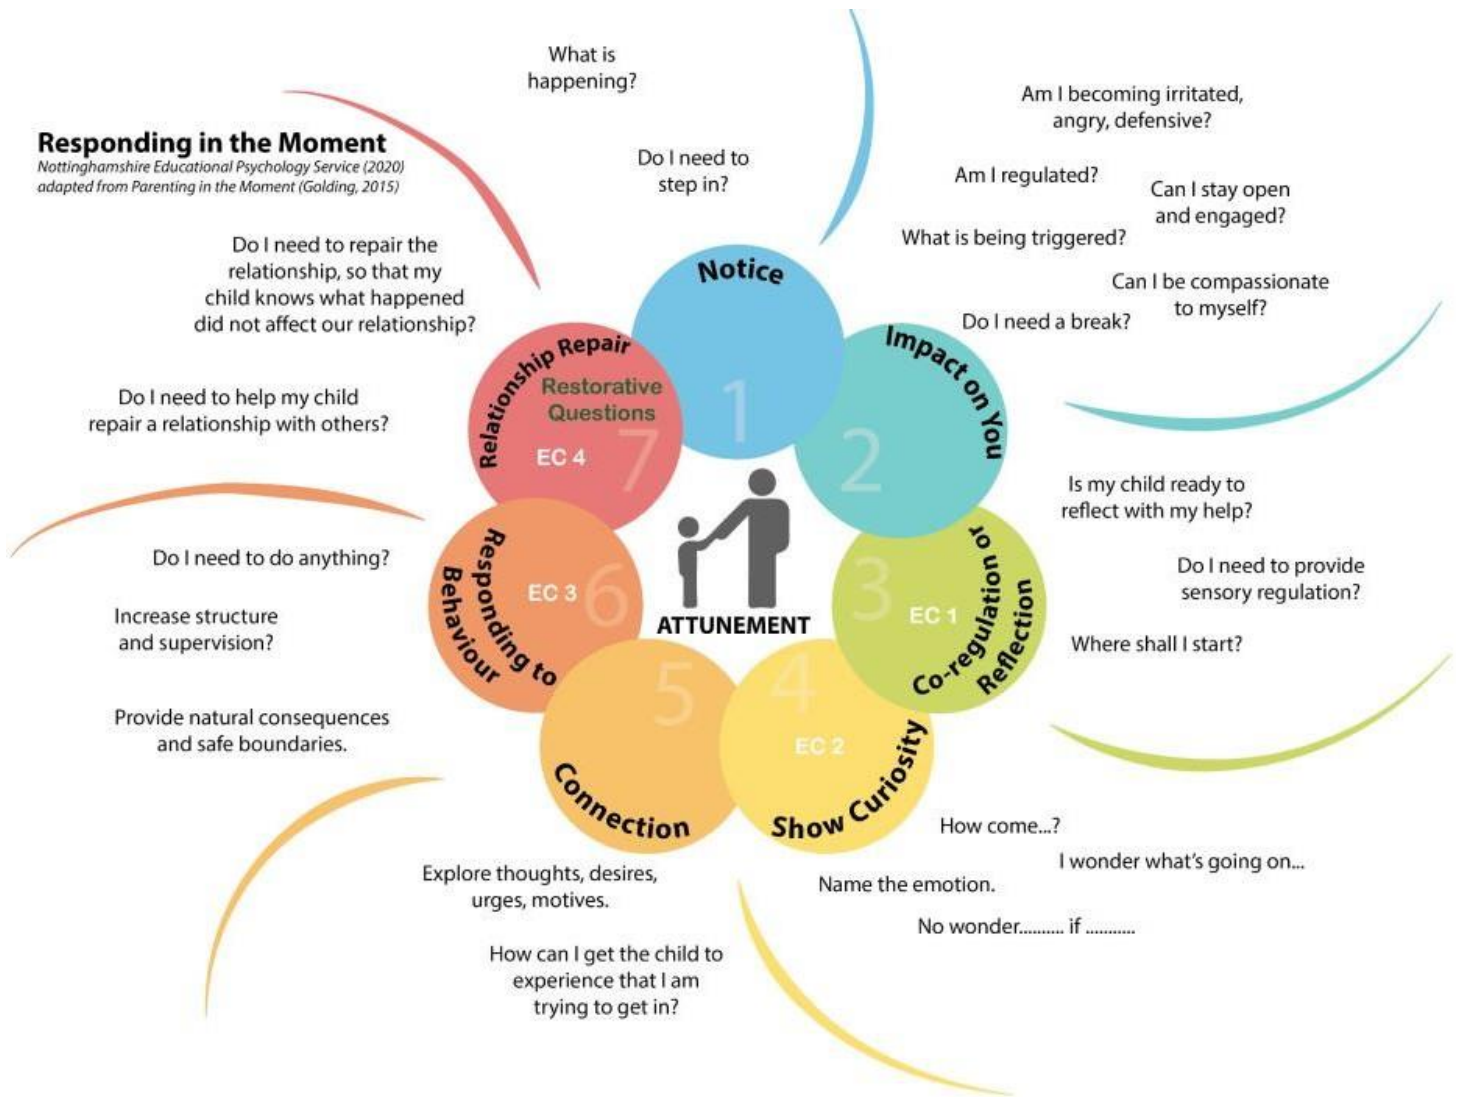 Responding in the Moment
Nottinghamshire Educational Psychology Service (2020)
adapted from Parenting in the Moment (Golding, 2015)
What is
happening?
Do I need to
step in?
Notice
1
Am I becoming irritated,
angry, defensive?
Am I regulated?
Can I stay open
and engaged?
What is being triggered?
Can I be compassionate
to myself?
Do I need a break?
Impact on You
2
Is my child ready to
reflect with my help?
Do I need to provide
sensory regulation?
Where shall I start?
Co-regulation or
Reflection
EC 1
3
Show Curiosity
EC 2
4
How come...?
I wonder what's going on...
Name the emotion.
No wonder.......... if ...........
Connection
5
Explore thoughts, desires,
urges, motives.
How can I get the child to
experience that I am
trying to get in?
Responding to
Behaviour
EC 3
6
Do I need to do anything?
Increase structure
and supervision?
Provide natural consequences
and safe boundaries.
Relationship Repair
Restorative
Questions
EC 4
7
Do I need to repair the
relationship, so that my
child knows what happened
did not affect our relationship?
Do I need to help my child
repair a relationship with others?
ATTUNEMENT